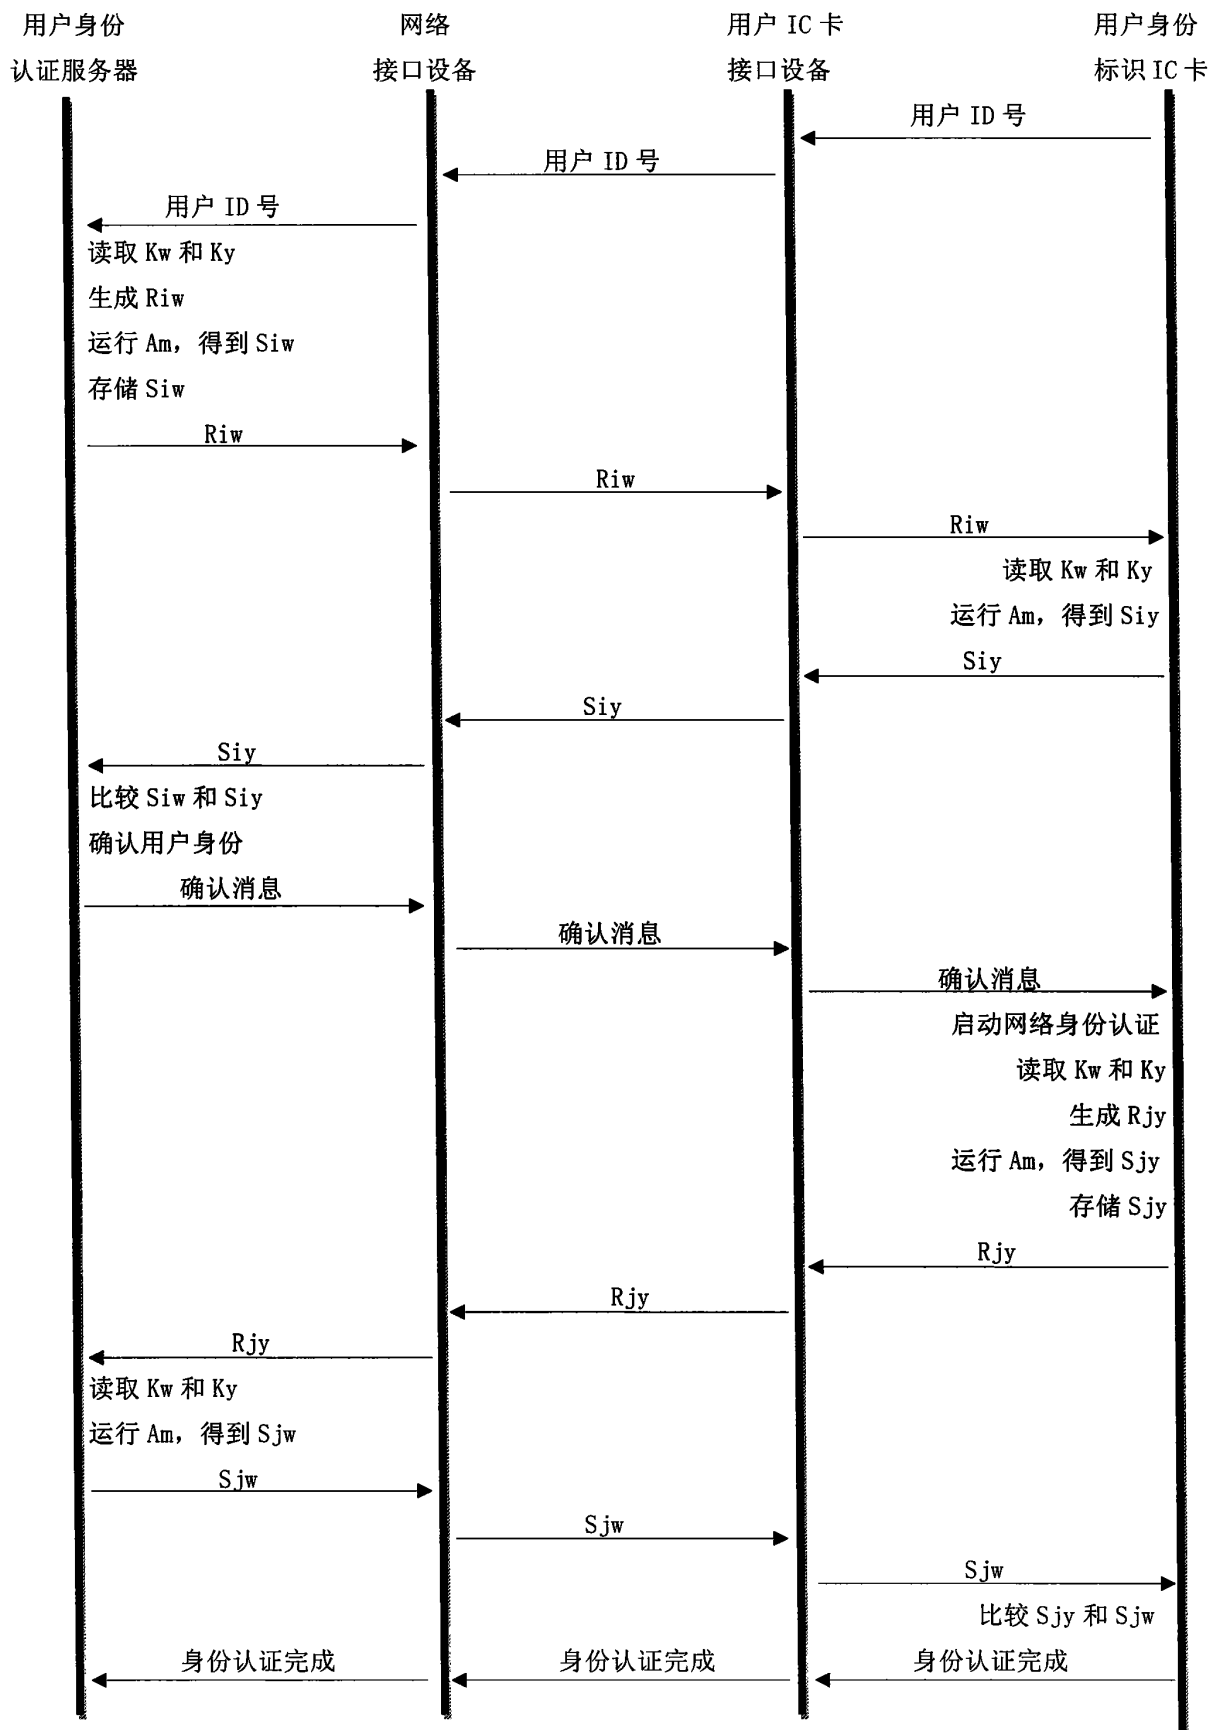 用户身份
认证服务器
网络
接口设备
用户 IC 卡
接口设备
用户身份
标识 IC 卡
用户 ID 号
用户 ID 号
用户 ID 号
读取 Kw 和 Ky
生成 Riw
运行 Am，得到 Siw
存储 Siw
Riw
Riw
Riw
读取 Kw 和 Ky
运行 Am，得到 Siy
Siy
Siy
Siy
比较 Siw 和 Siy
确认用户身份
确认消息
确认消息
确认消息
启动网络身份认证
读取 Kw 和 Ky
生成 Rjy
运行 Am，得到 Sjy
存储 Sjy
Rjy
Rjy
Rjy
读取 Kw 和 Ky
运行 Am，得到 Sjw
Sjw
Sjw
Sjw
比较 Sjy 和 Sjw
身份认证完成
身份认证完成
身份认证完成